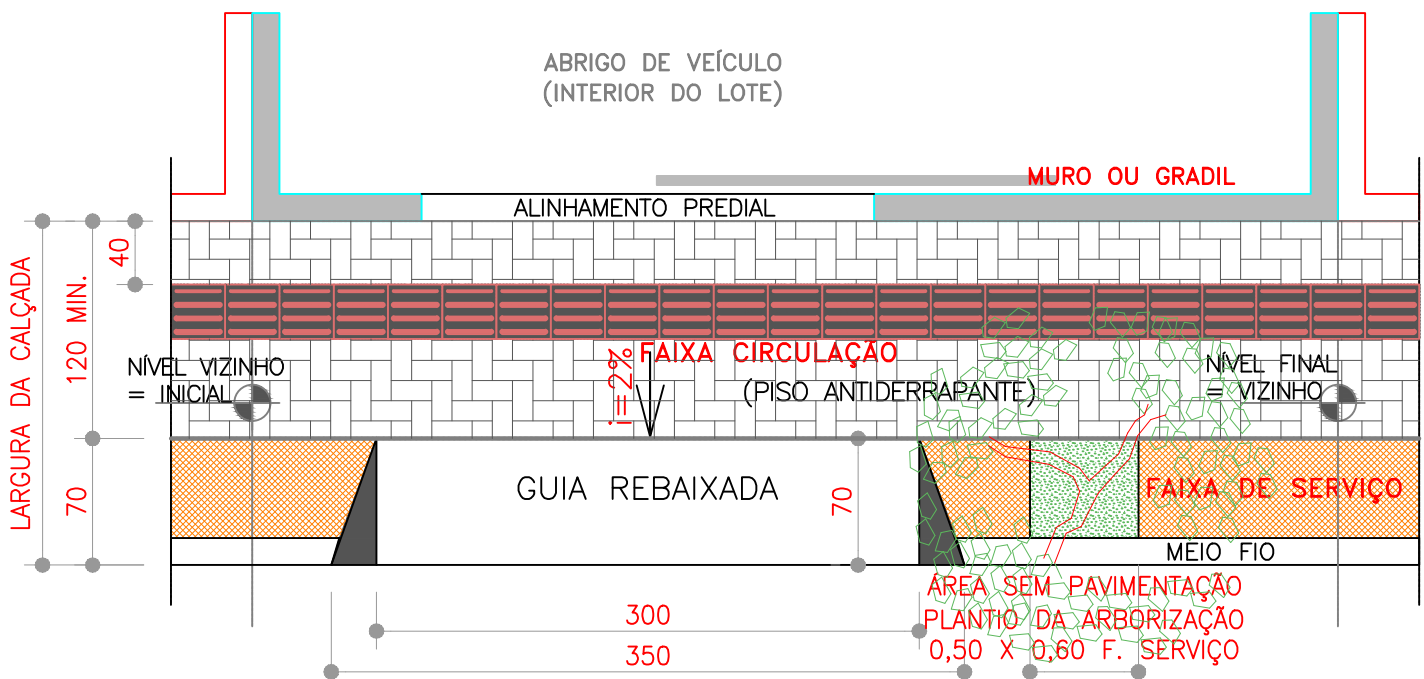 ABRIGO DE VEÍCULO
(INTERIOR DO LOTE)
MURO OU GRADIL
ALINHAMENTO PREDIAL
LARGURA DA CALÇADA
120 MIN.
40
70
NÍVEL VIZINHO
= INICIAL
i=2%
FAIXA CIRCULAÇÃO
(PISO ANTIDERRAPANTE)
NÍVEL FINAL
= VIZINHO
GUIA REBAIXADA
70
FAIXA DE SERVIÇO
MEIO FIO
ÁREA SEM PAVIMENTAÇÃO
PLANTIO DA ARBORIZAÇÃO
0,50 X 0,60 F. SERVIÇO
300
350